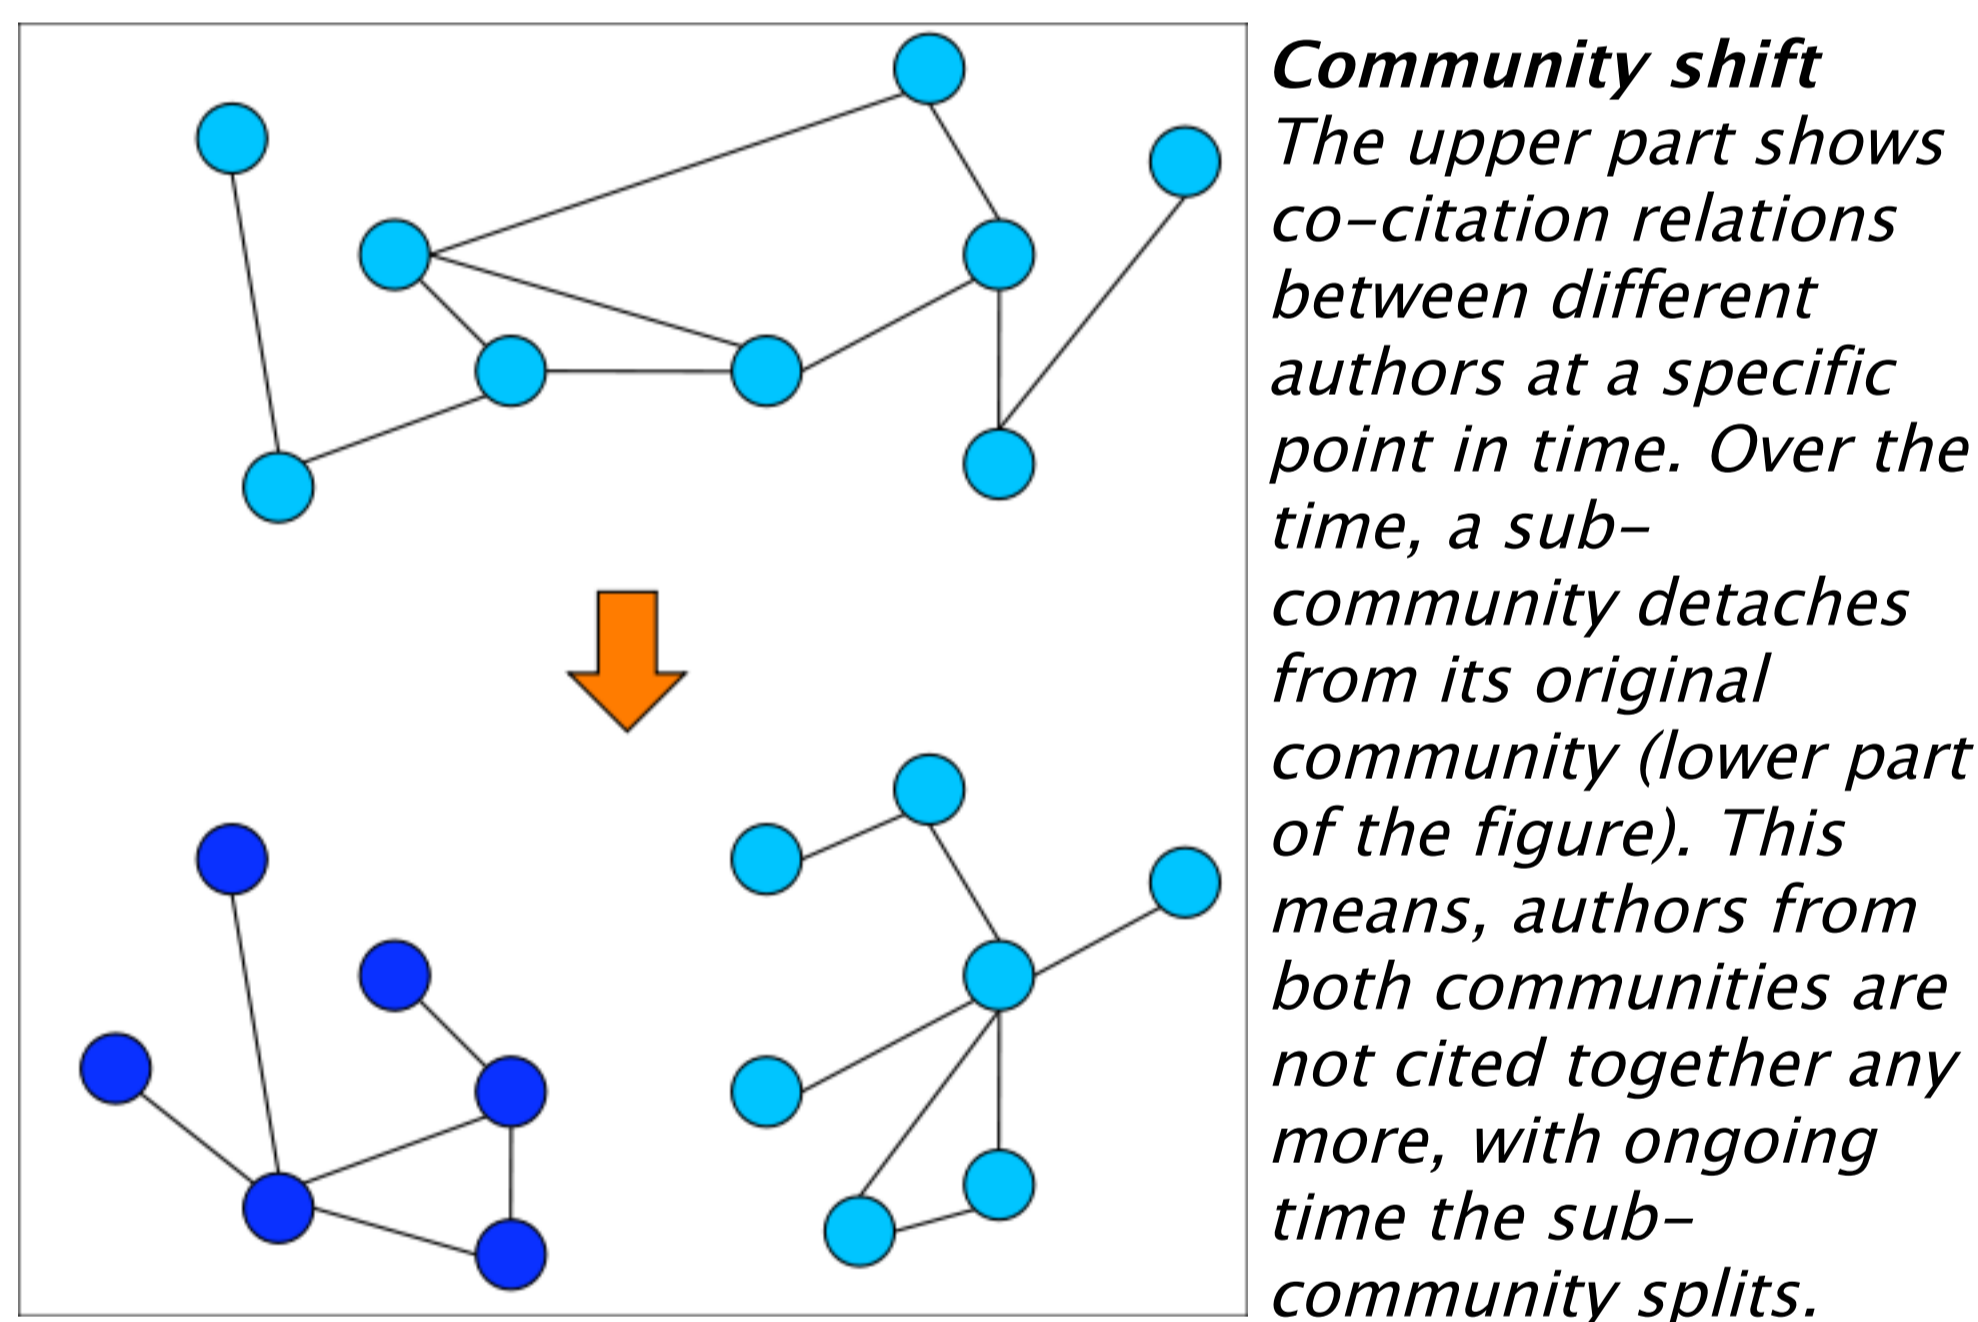 Community shift
The upper part shows
co-citation relations
between different
authors at a specific
point in time. Over the
time, a sub-
community detaches
from its original
community (lower part
of the figure). This
means, authors from
both communities are
not cited together any
more, with ongoing
time the sub-
community splits.